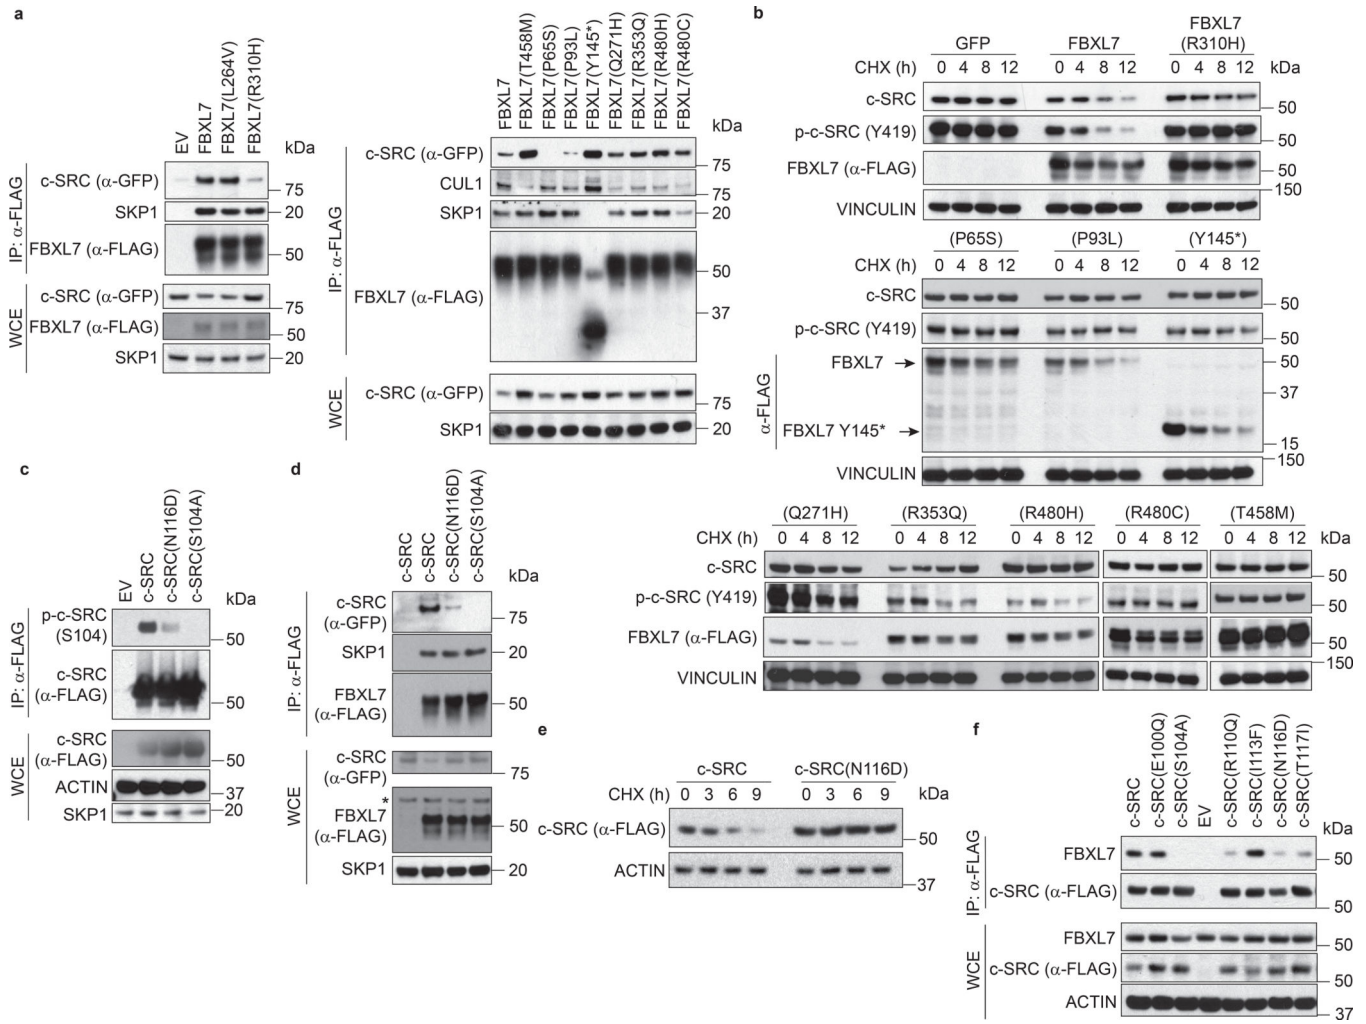 a
EV
FBXL7
FBXL7(L264V)
FBXL7(R310H)
kDa
IP: α-FLAG
c-SRC (α-GFP)
75
SKP1
20
FBXL7 (α-FLAG)
50
WCE
c-SRC (α-GFP)
75
FBXL7 (α-FLAG)
50
SKP1
20
FBXL7
FBXL7(T458M)
FBXL7(P65S)
FBXL7(P93L)
FBXL7(Y145*)
FBXL7(Q271H)
FBXL7(R353Q)
FBXL7(R480H)
FBXL7(R480C)
kDa
IP: α-FLAG
c-SRC (α-GFP)
75
CUL1
75
SKP1
20
50
FBXL7 (α-FLAG)
37
WCE
c-SRC (α-GFP)
75
SKP1
20
b
GFP FBXL7 FBXL7
(R310H)
CHX (h) 0 4 8 12 0 4 8 12 0 4 8 12 kDa
c-SRC
50
p-c-SRC (Y419)
50
FBXL7 (α-FLAG)
50
150
VINCULIN
(P65S) (P93L) (Y145*)
CHX (h) 0 4 8 12 0 4 8 12 0 4 8 12 kDa
c-SRC
50
p-c-SRC (Y419)
50
α-FLAG
FBXL7
50
37
FBXL7 Y145*
15
150
VINCULIN
(Q271H) (R353Q) (R480H) (R480C) (T458M)
CHX (h) 0 4 8 12 0 4 8 12 0 4 8 12 0 4 8 12 0 4 8 12 kDa
c-SRC
50
p-c-SRC (Y419)
50
FBXL7 (α-FLAG)
50
150
VINCULIN
c
EV
c-SRC
c-SRC(N116D)
c-SRC(S104A)
kDa
IP: α-FLAG
p-c-SRC
(S104)
50
c-SRC
(α-FLAG)
50
WCE
c-SRC
(α-FLAG)
50
ACTIN
37
SKP1
20
d
c-SRC
c-SRC
c-SRC(N116D)
c-SRC(S104A)
kDa
IP: α-FLAG
c-SRC
(α-GFP)
75
SKP1
20
FBXL7
(α-FLAG)
50
WCE
c-SRC
(α-GFP)
75
*
FBXL7
(α-FLAG)
50
SKP1
20
e
c-SRC c-SRC(N116D)
CHX (h) 0 3 6 9 0 3 6 9 kDa
c-SRC (α-FLAG)
50
ACTIN
37
f
c-SRC
c-SRC(E100Q)
c-SRC(S104A)
EV
c-SRC(R110Q)
c-SRC(I113F)
c-SRC(N116D)
c-SRC(T117I)
kDa
IP: α-FLAG
FBXL7
50
c-SRC (α-FLAG)
50
WCE
FBXL7
50
c-SRC (α-FLAG)
50
ACTIN
37